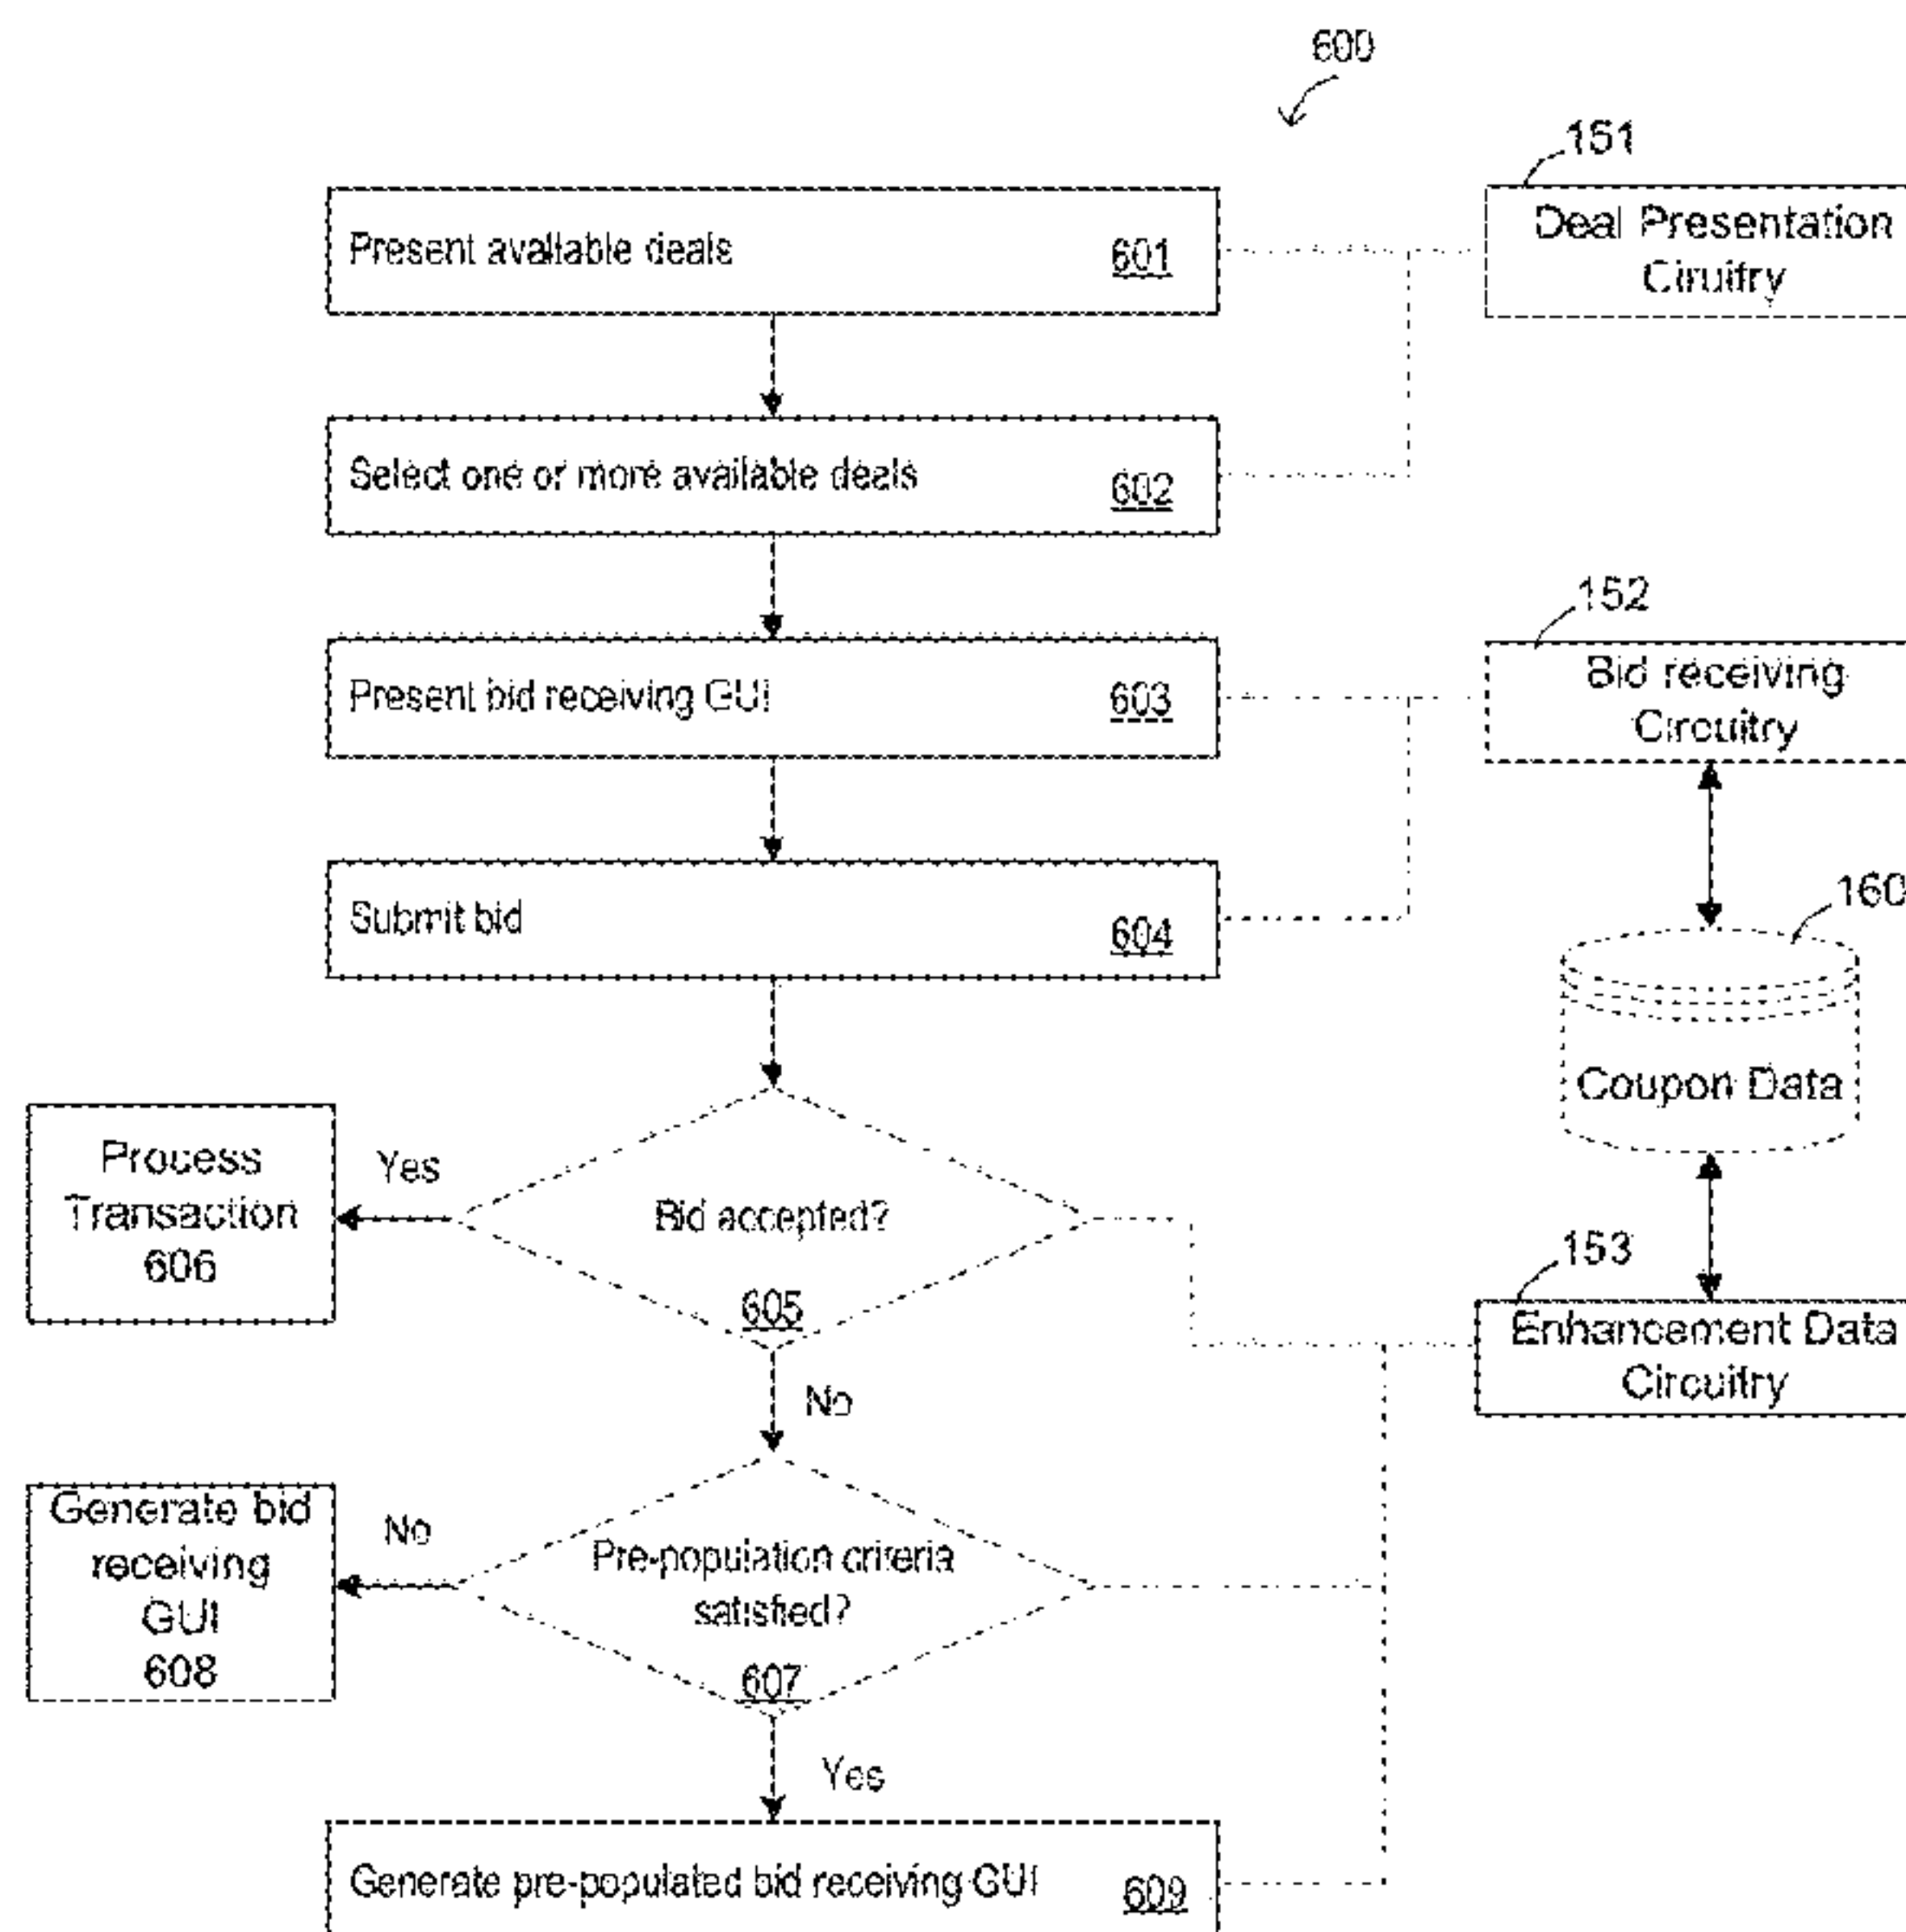 600
151
Present available deals 601
Deal Presentation
Ciruitry
Select one or more available deals 602
152
Present bid receiving GUI 603
Bid receiving
Circuitry
Submit bid 604
160
Coupon Data
Process
Transaction
606
Yes
Bid accepted?
605
153
Enhancement Data
Circuitry
No
Generate bid
receiving
GUI
608
No
Pre-population criteria
satisfied?
607
Yes
Generate pre-populated bid receiving GUI 609